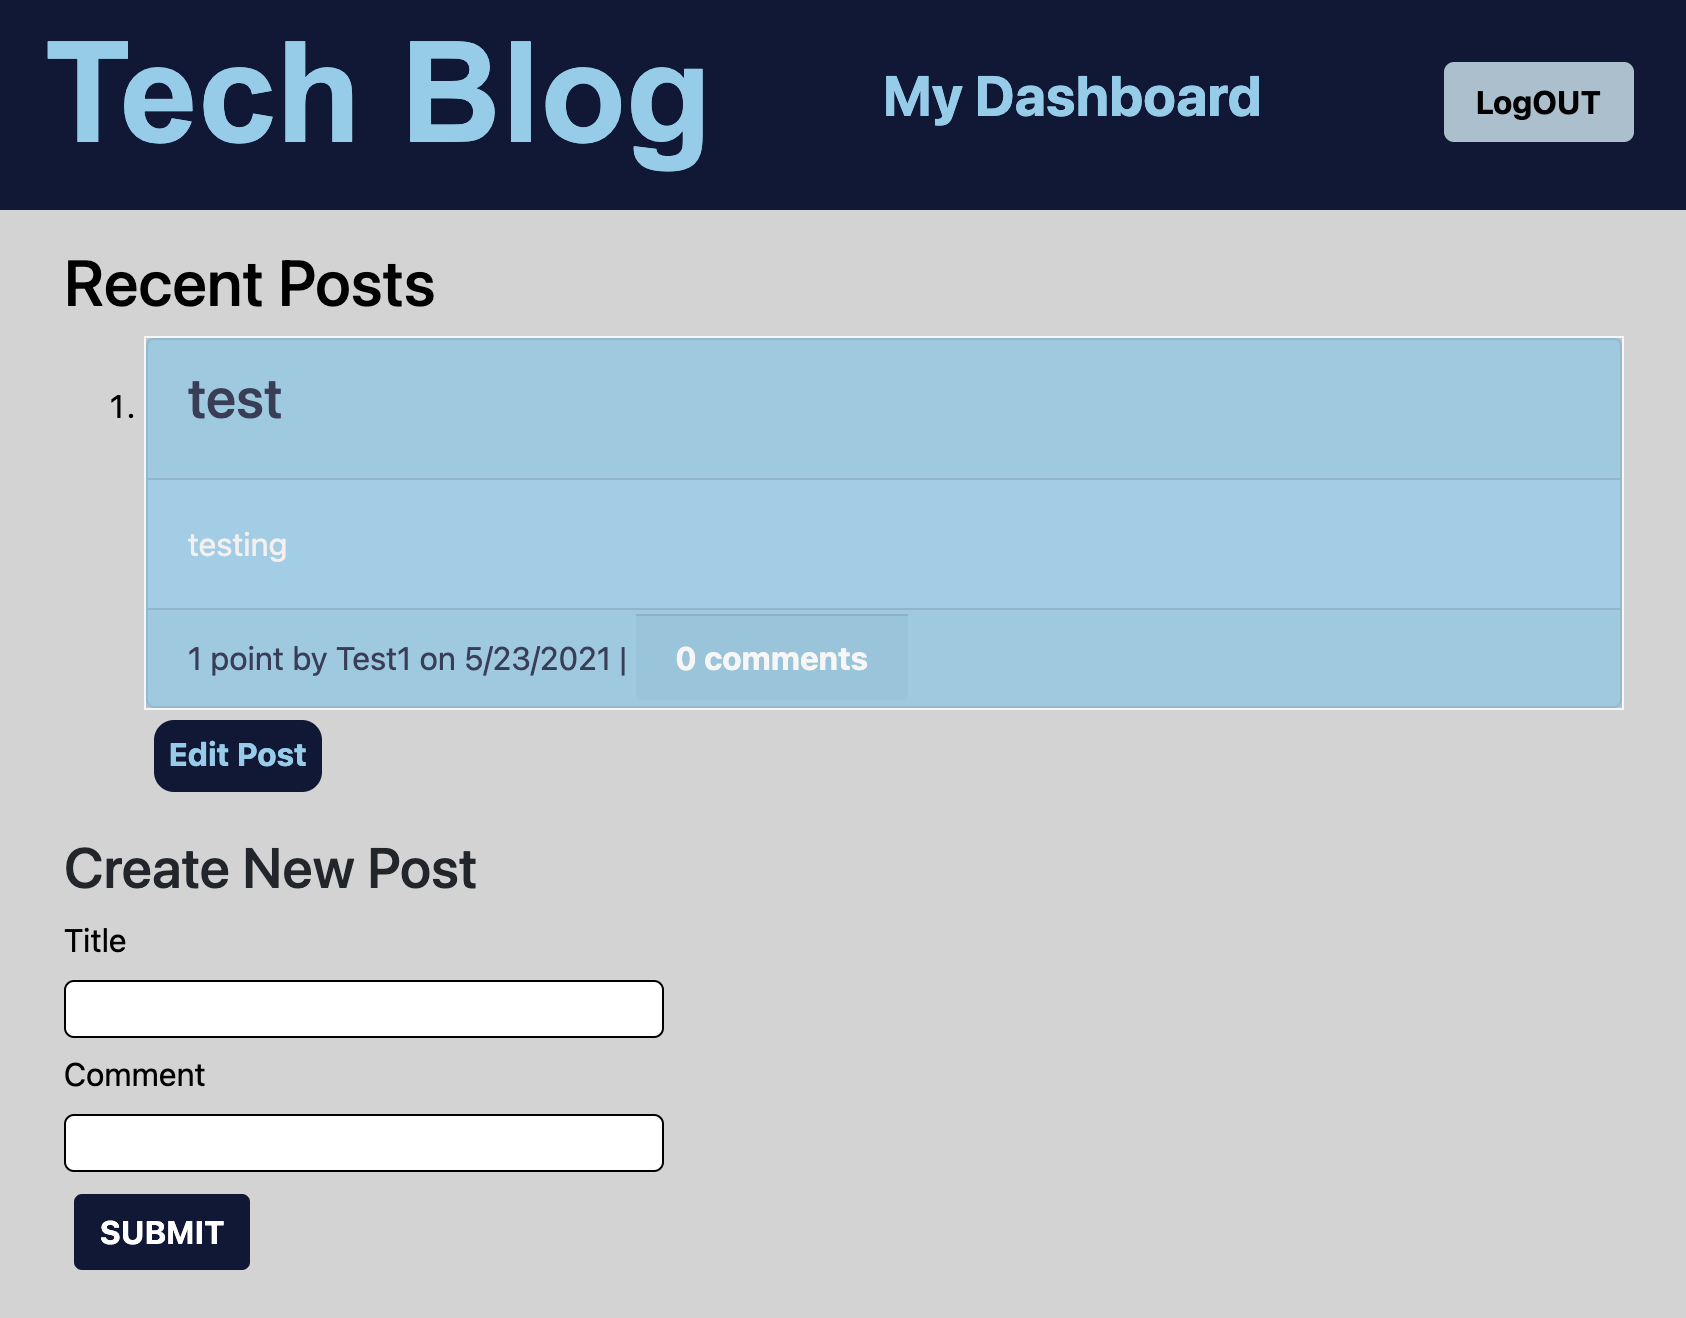 Tech Blog My Dashboard LogOUT
Recent Posts
1. test
testing
1 point by Test1 on 5/23/2021 | 0 comments
Edit Post
Create New Post
Title
Comment
SUBMIT